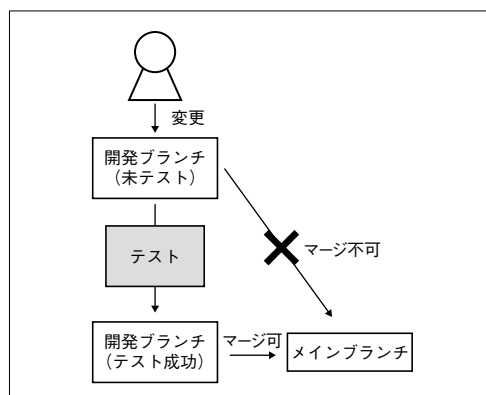 変更
開発ブランチ
（未テスト）
テスト
マージ不可
開発ブランチ
（テスト成功）
マージ可
メインブランチ